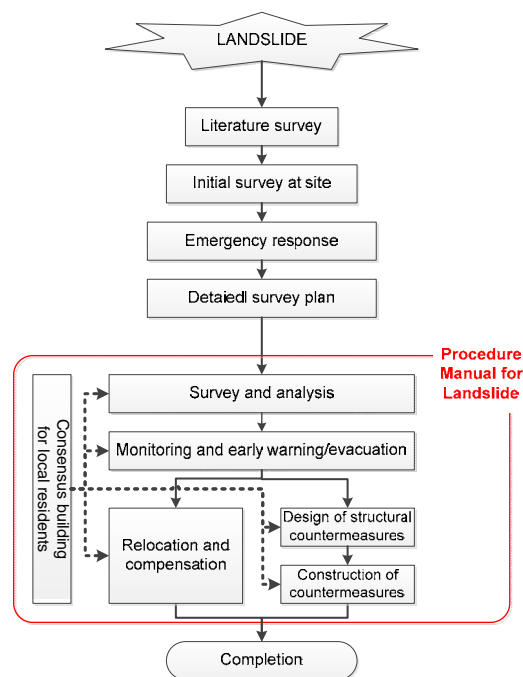 LANDSLIDE
Literature survey
Initial survey at site
Emergency response
Detaiedl survey plan
Procedure
Manual for
Landslide
Survey and analysis
Consensus building
for local residents
Monitoring and early warning/evacuation
Relocation and
compensation
Design of structural
countermeasures
Construction of
countermeasures
Completion